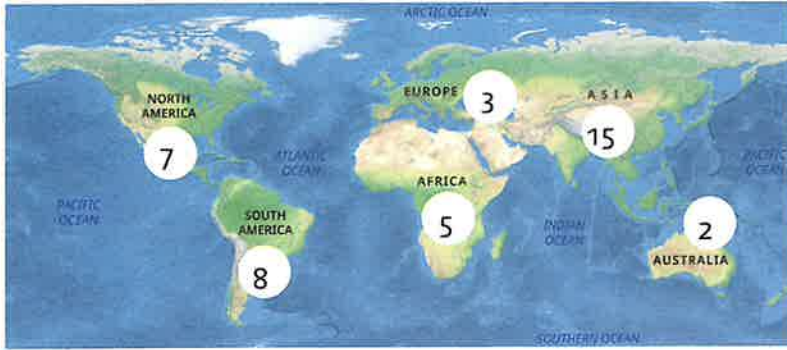 ARCTIC OCEAN
NORTH
AMERICA
7
EUROPE
3
ASIA
15
ATLANTIC
OCEAN
PACIFIC
OCEAN
PACIFIC
OCEAN
SOUTH
AMERICA
8
AFRICA
5
INDIAN
OCEAN
2
AUSTRALIA
SOUTHERN OCEAN